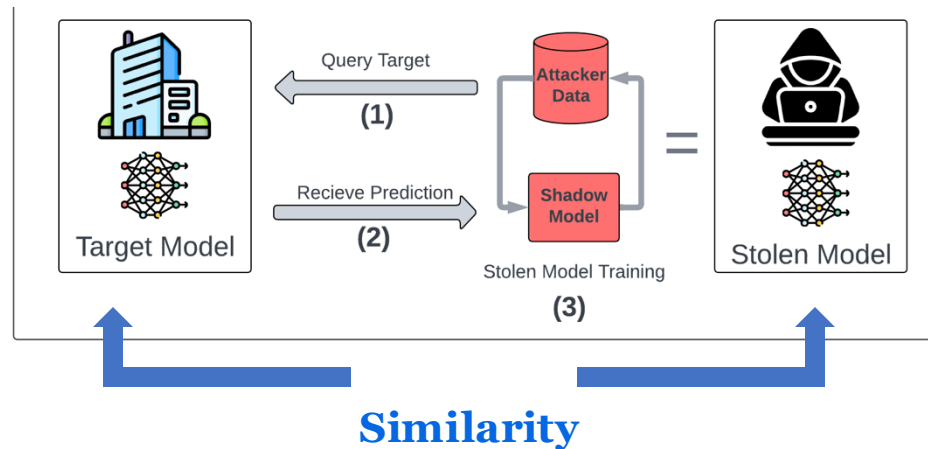 Query Target
(1)
Attacker
Data
Recieve Prediction
(2)
Shadow
Model
=
Target Model
Stolen Model Training
(3)
Stolen Model
Similarity